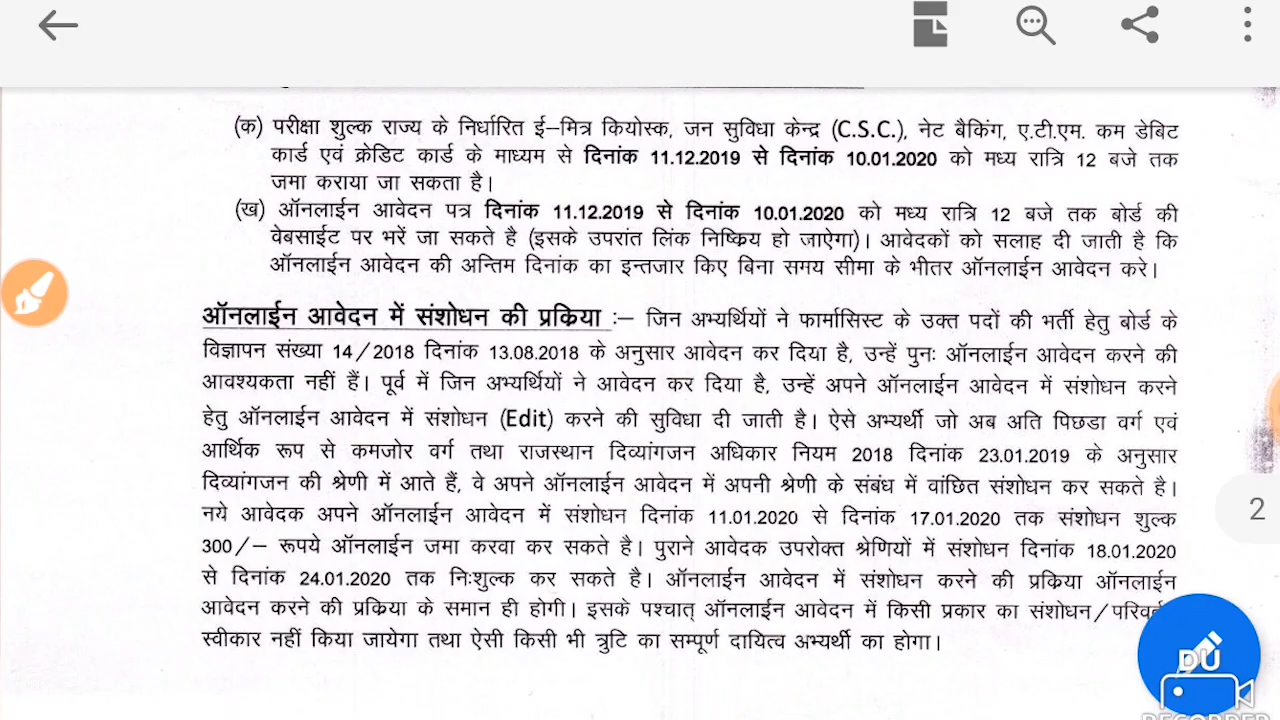 (क) परीक्षा शुल्क राज्य के निर्धारित ई–मित्र कियोस्क, जन सुविधा केन्द्र (C.S.C.), नेट बैकिंग, ए.टी.एम. कम डेबिट
कार्ड एवं क्रेडिट कार्ड के माध्यम से दिनांक 11.12.2019 से दिनांक 10.01.2020 को मध्य रात्रि 12 बजे तक
जमा कराया जा सकता है।
(ख) ऑनलाईन आवेदन पत्र दिनांक 11.12.2019 से दिनांक 10.01.2020 को मध्य रात्रि 12 बजे तक बोर्ड की
वेबसाईट पर भरें जा सकते है (इसके उपरांत लिंक निष्क्रिय हो जाऐगा)। आवेदकों को सलाह दी जाती है कि
ऑनलाईन आवेदन की अन्तिम दिनांक का इन्तजार किए बिना समय सीमा के भीतर ऑनलाईन आवेदन करे।
ऑनलाईन आवेदन में संशोधन की प्रक्रिया :– जिन अभ्यर्थियों ने फार्मासिस्ट के उक्त पदों की भर्ती हेतु बोर्ड के
विज्ञापन संख्या 14/2018 दिनांक 13.08.2018 के अनुसार आवेदन कर दिया है, उन्हें पुनः ऑनलाईन आवेदन करने की
आवश्यकता नहीं हैं। पूर्व में जिन अभ्यर्थियों ने आवेदन कर दिया है, उन्हें अपने ऑनलाईन आवेदन में संशोधन करने
हेतु ऑनलाईन आवेदन में संशोधन (Edit) करने की सुविधा दी जाती है। ऐसे अभ्यर्थी जो अब अति पिछडा वर्ग एवं
आर्थिक रूप से कमजोर वर्ग तथा राजस्थान दिव्यांगजन अधिकार नियम 2018 दिनांक 23.01.2019 के अनुसार
दिव्यांगजन की श्रेणी में आते हैं, वे अपने ऑनलाईन आवेदन में अपनी श्रेणी के संबंध में वांछित संशोधन कर सकते है।
नये आवेदक अपने ऑनलाईन आवेदन में संशोधन दिनांक 11.01.2020 से दिनांक 17.01.2020 तक संशोधन शुल्क
300/– रूपये ऑनलाईन जमा करवा कर सकते है। पुराने आवेदक उपरोक्त श्रेणियों में संशोधन दिनांक 18.01.2020
से दिनांक 24.01.2020 तक निःशुल्क कर सकते है। ऑनलाईन आवेदन में संशोधन करने की प्रक्रिया ऑनलाईन
आवेदन करने की प्रक्रिया के समान ही होगी। इसके पश्चात् ऑनलाईन आवेदन में किसी प्रकार का संशोधन/
स्वीकार नहीं किया जायेगा तथा ऐसी किसी भी त्रुटि का सम्पूर्ण दायित्व अभ्यर्थी का होगा।
2
DU
RECORDER